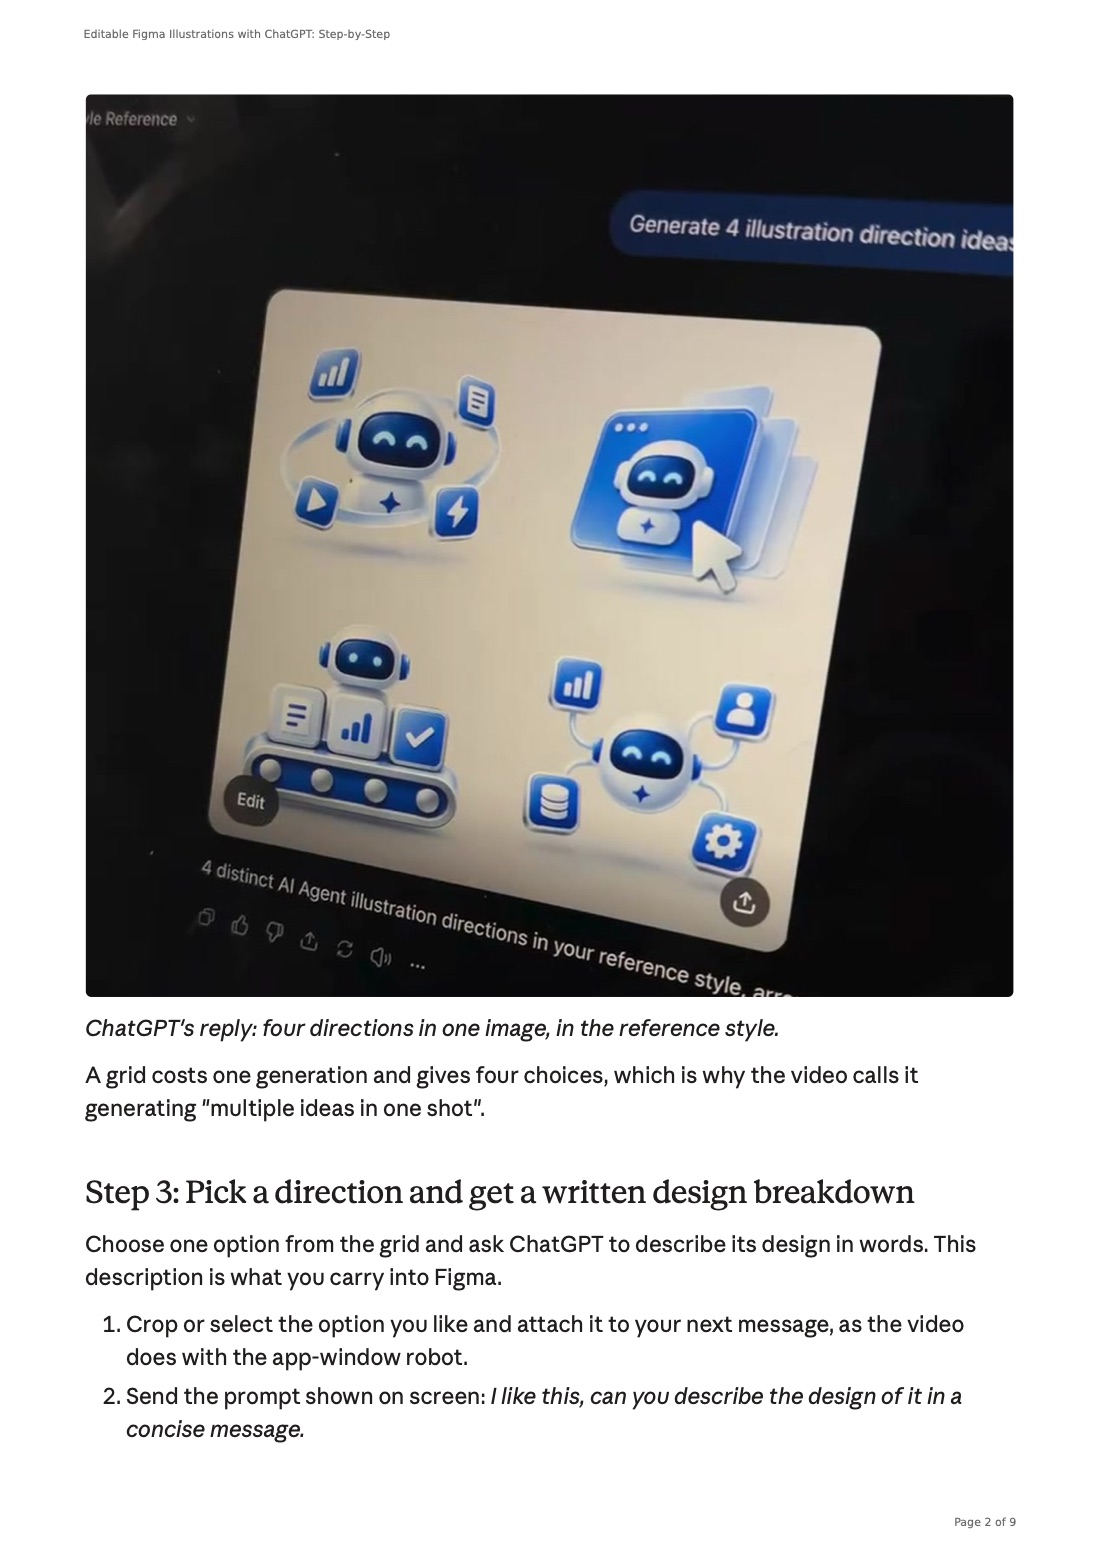 Editable Figma Illustrations with ChatGPT: Step-by-Step
Reference
Generate 4 illustration direction ideas
Edit
4 distinct AI Agent illustration directions in your reference style,
ChatGPT's reply: four directions in one image, in the reference style.
A grid costs one generation and gives four choices, which is why the video calls it
generating "multiple ideas in one shot".
Step 3: Pick a direction and get a written design breakdown
Choose one option from the grid and ask ChatGPT to describe its design in words. This
description is what you carry into Figma.
1. Crop or select the option you like and attach it to your next message, as the video
does with the app-window robot.
2. Send the prompt shown on screen: I like this, can you describe the design of it in a
concise message.
Page 2 of 9